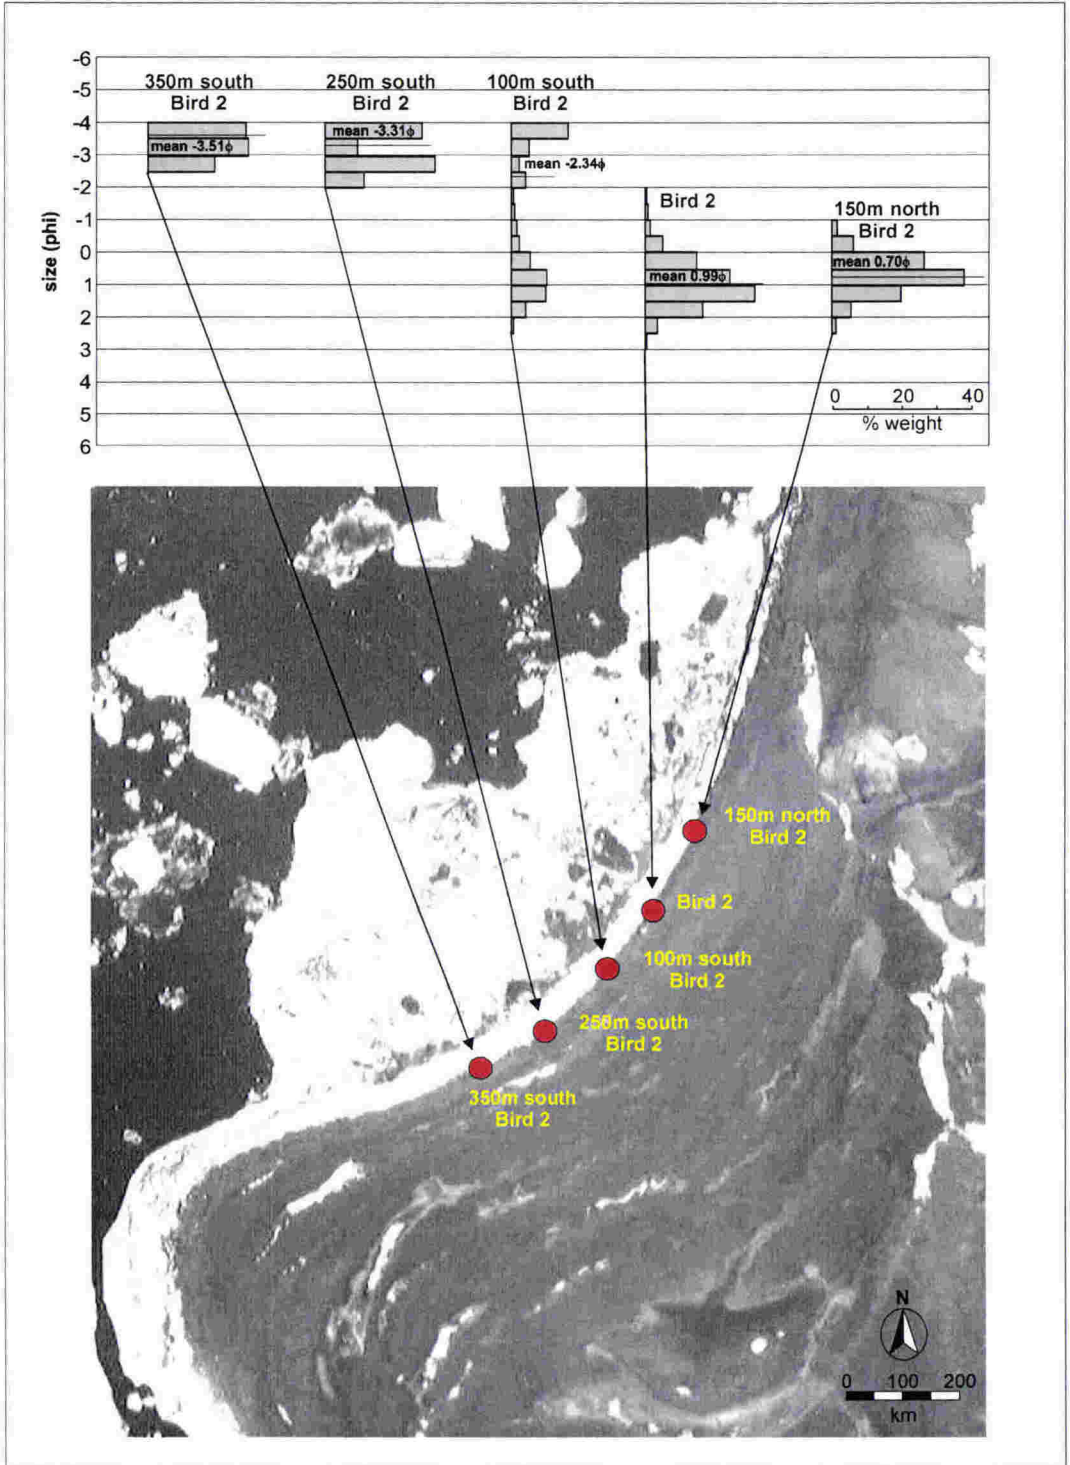 -6
-5
-4
-3
-2
-1
0
1
2
3
4
5
6
size (phi)
350m south
Bird 2
mean -3.51ϕ
250m south
Bird 2
mean -3.31ϕ
100m south
Bird 2
mean -2.34ϕ
Bird 2
mean 0.99ϕ
150m north
Bird 2
mean 0.70ϕ
0 20 40
% weight
150m north
Bird 2
Bird 2
100m south
Bird 2
250m south
Bird 2
350m south
Bird 2
N
0 100 200
km